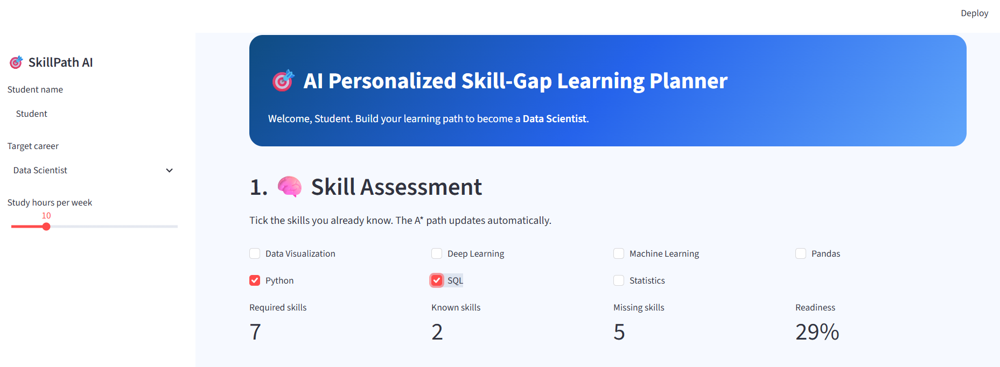 Deploy
SkillPath AI
Student name
Student
Target career
Data Scientist
Study hours per week
10
AI Personalized Skill-Gap Learning Planner
Welcome, Student. Build your learning path to become a Data Scientist.
1. Skill Assessment
Tick the skills you already know. The A* path updates automatically.
Data Visualization
Deep Learning
Machine Learning
Pandas
Python
SQL
Statistics
Required skills
7
Known skills
2
Missing skills
5
Readiness
29%